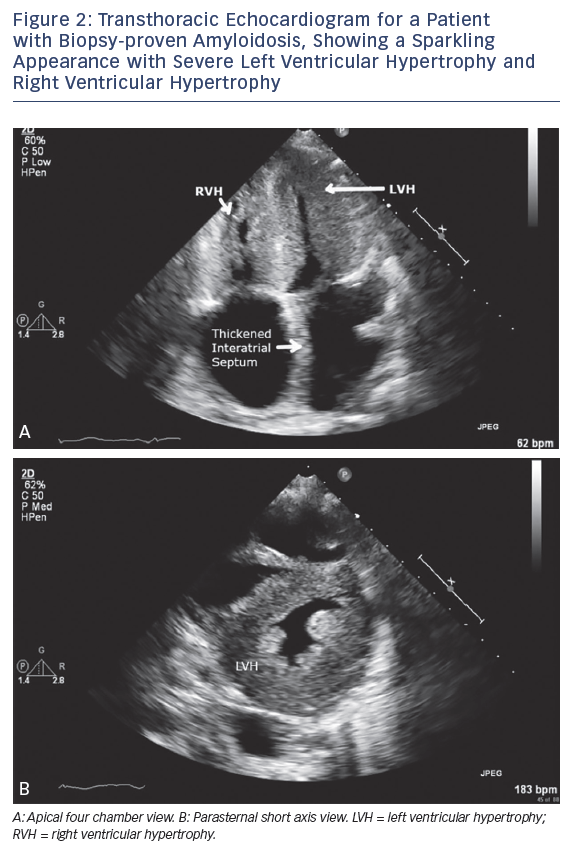 Figure 2: Transthoracic Echocardiogram for a Patient
with Biopsy-proven Amyloidosis, Showing a Sparkling
Appearance with Severe Left Ventricular Hypertrophy and
Right Ventricular Hypertrophy
2D
60%
C 50
P Low
HPen
P
RVH
LVH
X
G
P R
1.4 2.8
Thickened
Interatrial
Septum
A
JPEG
62 bpm
2D
62%
C 50
P Med
HPen
P
X
G
P R
1.4 2.8
LVH
B
JPEG
183 bpm
A: Apical four chamber view. B: Parasternal short axis view. LVH = left ventricular hypertrophy;
RVH = right ventricular hypertrophy.